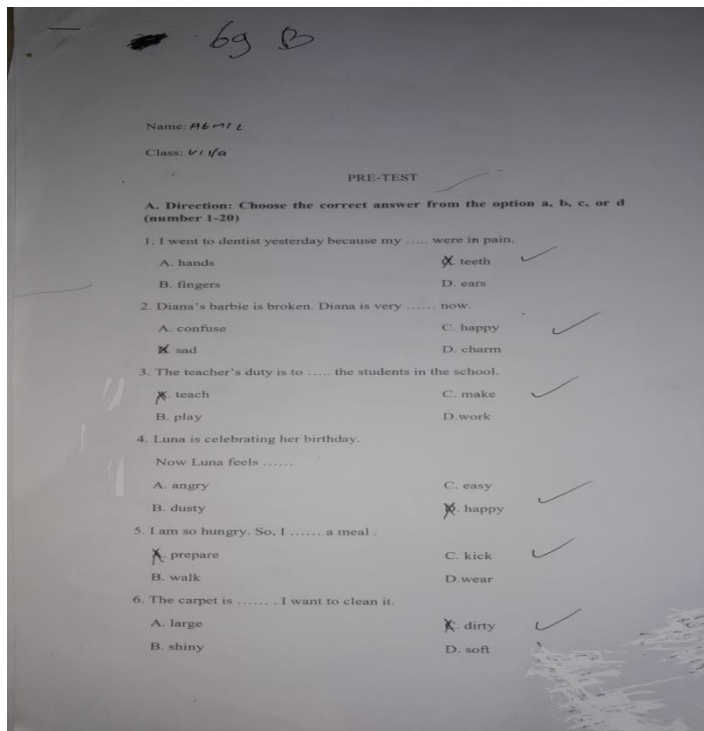 69 B
Name:
Class: VII/a
PRE-TEST
A. Direction: Choose the correct answer from the option a, b, c, or d
(number 1-20)
1. I went to dentist yesterday because my ..... were in pain.
A. hands
teeth
B. fingers
D. ears
2. Diana's barbie is broken. Diana is very ...... now.
A. confuse
C. happy
sad
D. charm
3. The teacher's duty is to ..... the students in the school.
A. teach
C. make
B. play
D.work
4. Luna is celebrating her birthday.
Now Luna feels ......
A. angry
C. easy
B. dusty
D. happy
5. I am so hungry. So, I ...... a meal .
A. prepare
C. kick
B. walk
D.wear
6. The carpet is ....... . I want to clean it.
A. large
C. dirty
B. shiny
D. soft